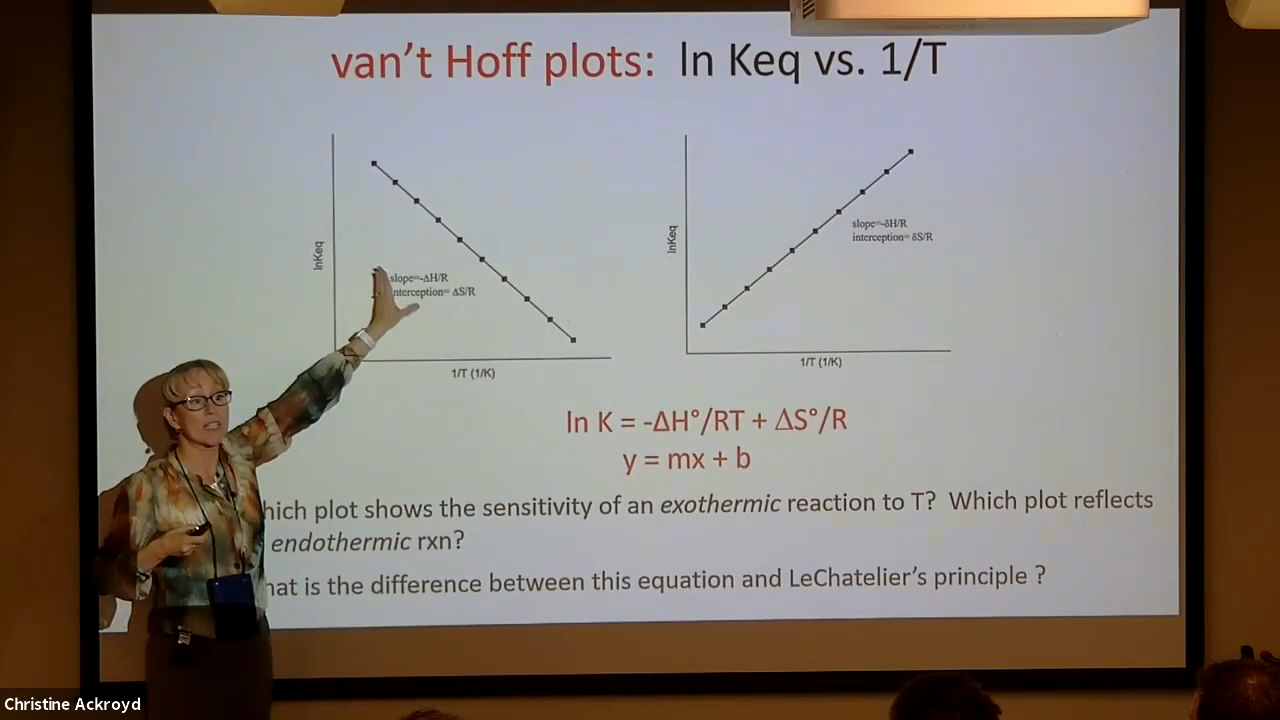 van't Hoff plots: ln Keq vs. 1/T
lnKeq
slope=-ΔH/R
interception= ΔS/R
1/T (1/K)
lnKeq
slope=-δH/R
interception= δS/R
1/T (1/K)
ln K = -ΔH°/RT + ΔS°/R
y = mx + b
hich plot shows the sensitivity of an exothermic reaction to T? Which plot reflects
endothermic rxn?
hat is the difference between this equation and LeChatelier's principle ?
Christine Ackroyd